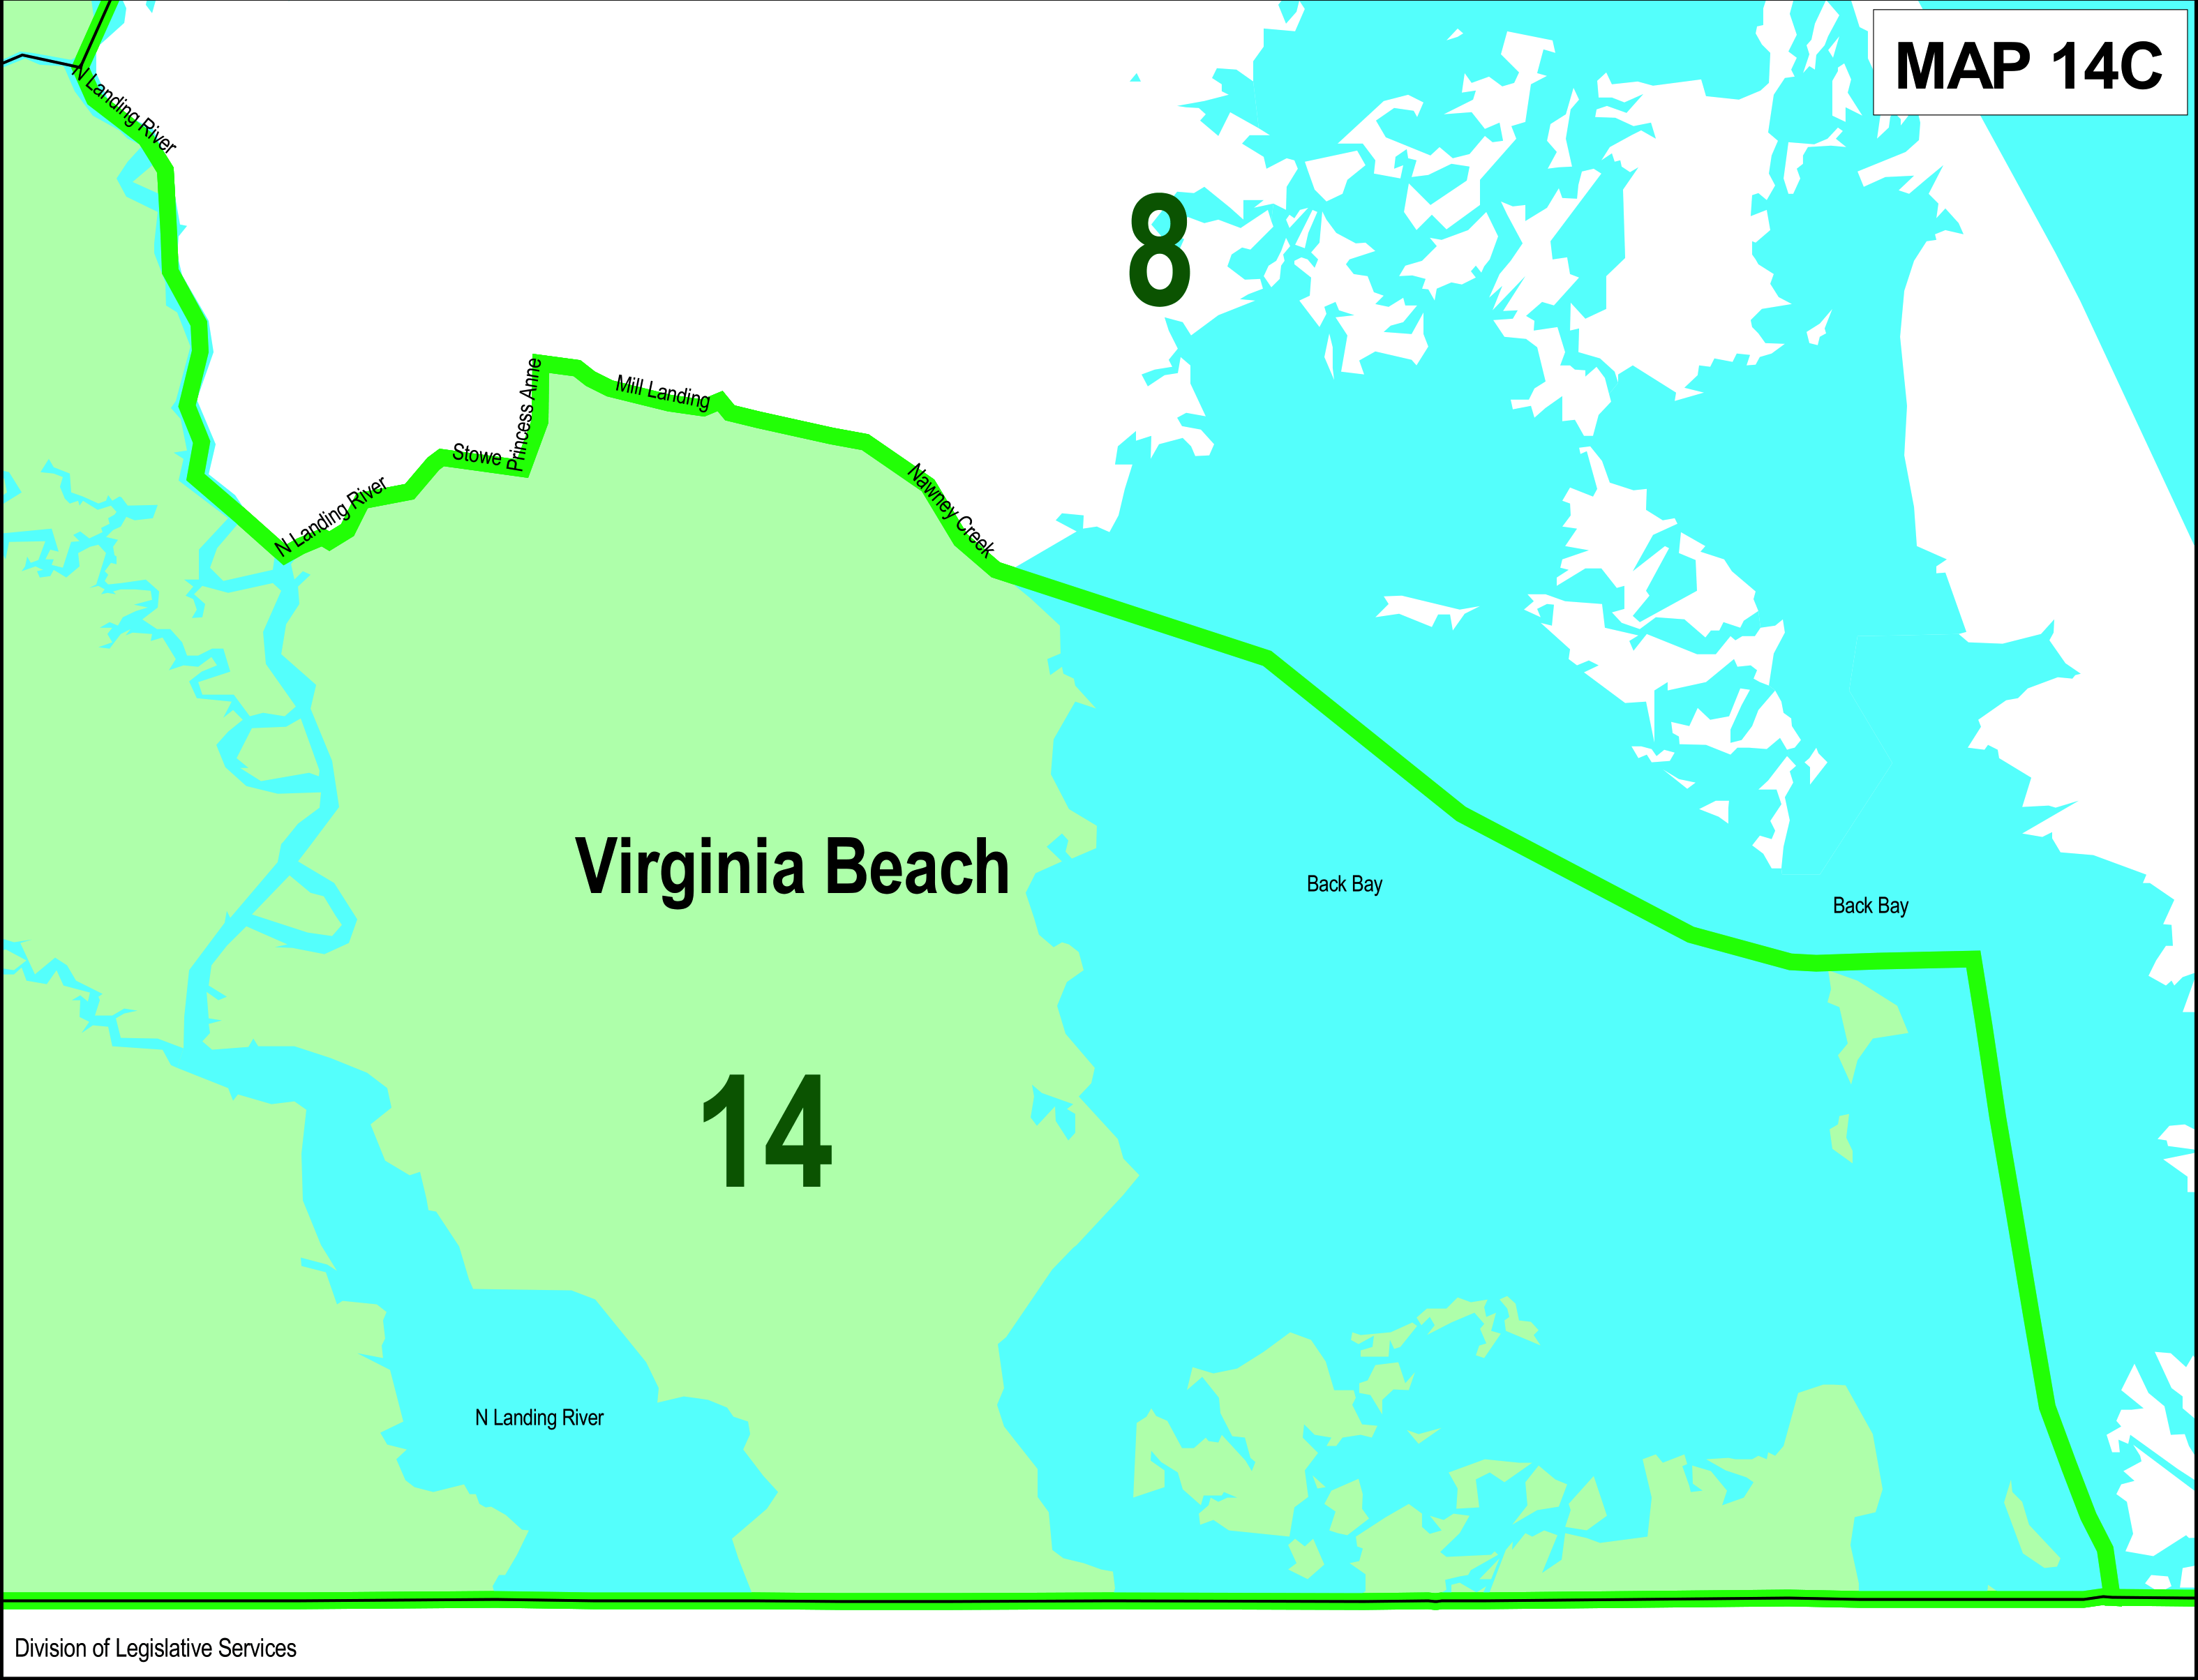 MAP 14C
N Landing River
8
Princess Anne
Mill Landing
Stowe
N Landing River
Nawney Creek
Virginia Beach
Back Bay
Back Bay
14
N Landing River
Division of Legislative Services